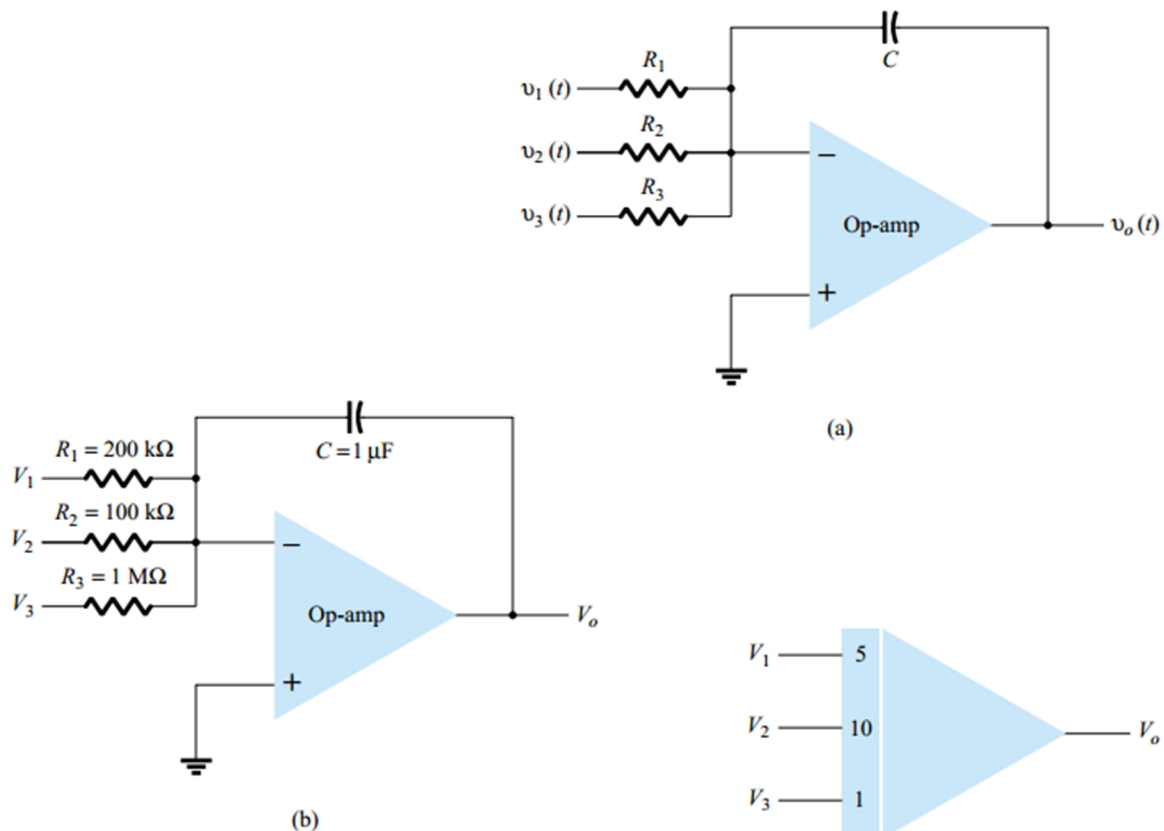 C
R₁
υ₁ (t)
R₂
υ₂ (t)
−
R₃
υ₃ (t)
Op-amp
υₒ (t)
+
(a)
C = 1 μF
R₁ = 200 kΩ
V₁
R₂ = 100 kΩ
V₂
−
R₃ = 1 MΩ
V₃
Op-amp
Vₒ
+
(b)
V₁
5
V₂
10
Vₒ
V₃
1